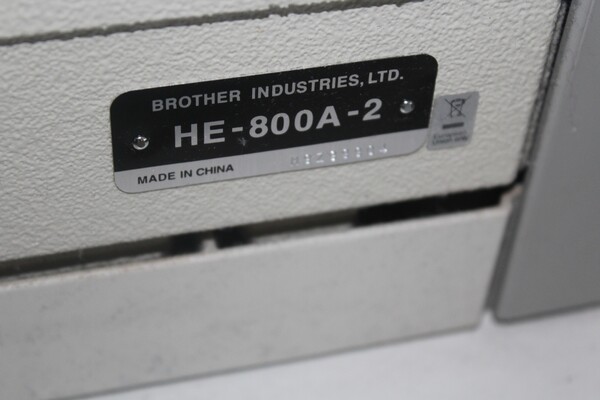 BROTHER INDUSTRIES, LTD.
HE-800A-2
MADE IN CHINA